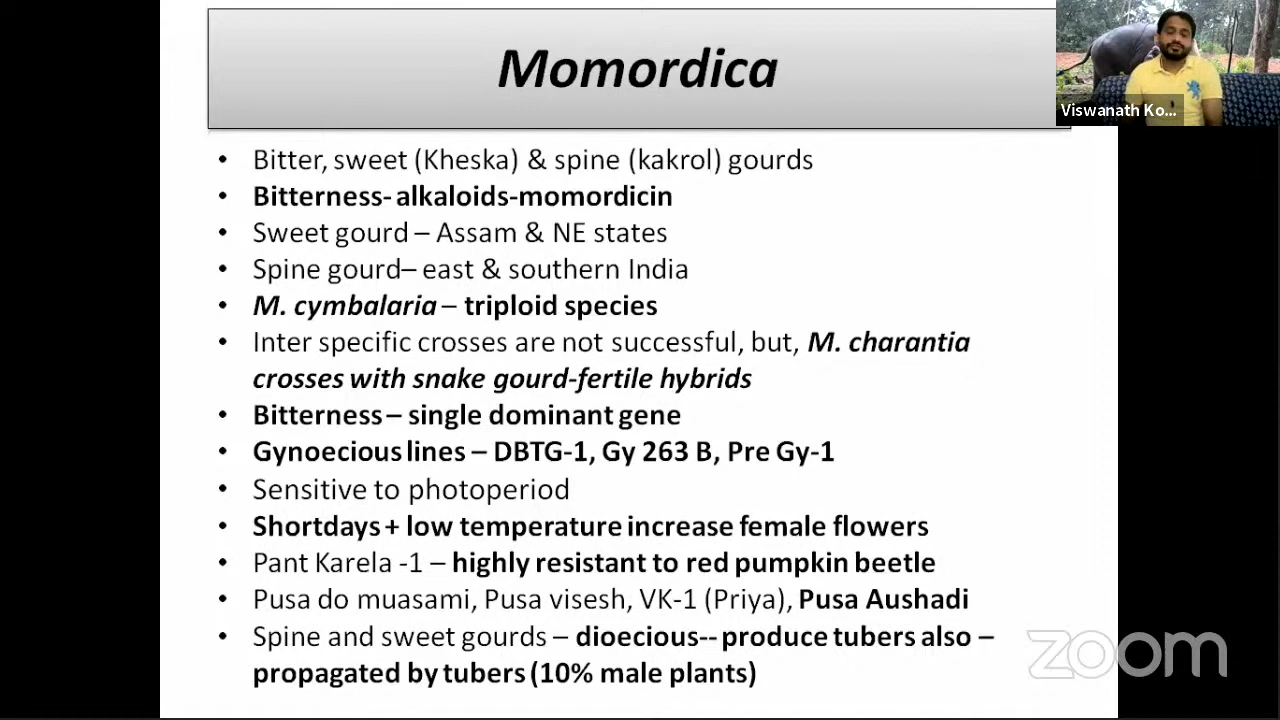 Momordica
Viswanath Ko...
• Bitter, sweet (Kheska) & spine (kakrol) gourds
• Bitterness- alkaloids-momordicin
• Sweet gourd – Assam & NE states
• Spine gourd– east & southern India
• M. cymbalaria – triploid species
• Inter specific crosses are not successful, but, M. charantia
crosses with snake gourd-fertile hybrids
• Bitterness – single dominant gene
• Gynoecious lines – DBTG-1, Gy 263 B, Pre Gy-1
• Sensitive to photoperiod
• Shortdays + low temperature increase female flowers
• Pant Karela -1 – highly resistant to red pumpkin beetle
• Pusa do muasami, Pusa visesh, VK-1 (Priya), Pusa Aushadi
• Spine and sweet gourds – dioecious-- produce tubers also –
propagated by tubers (10% male plants)
zoom